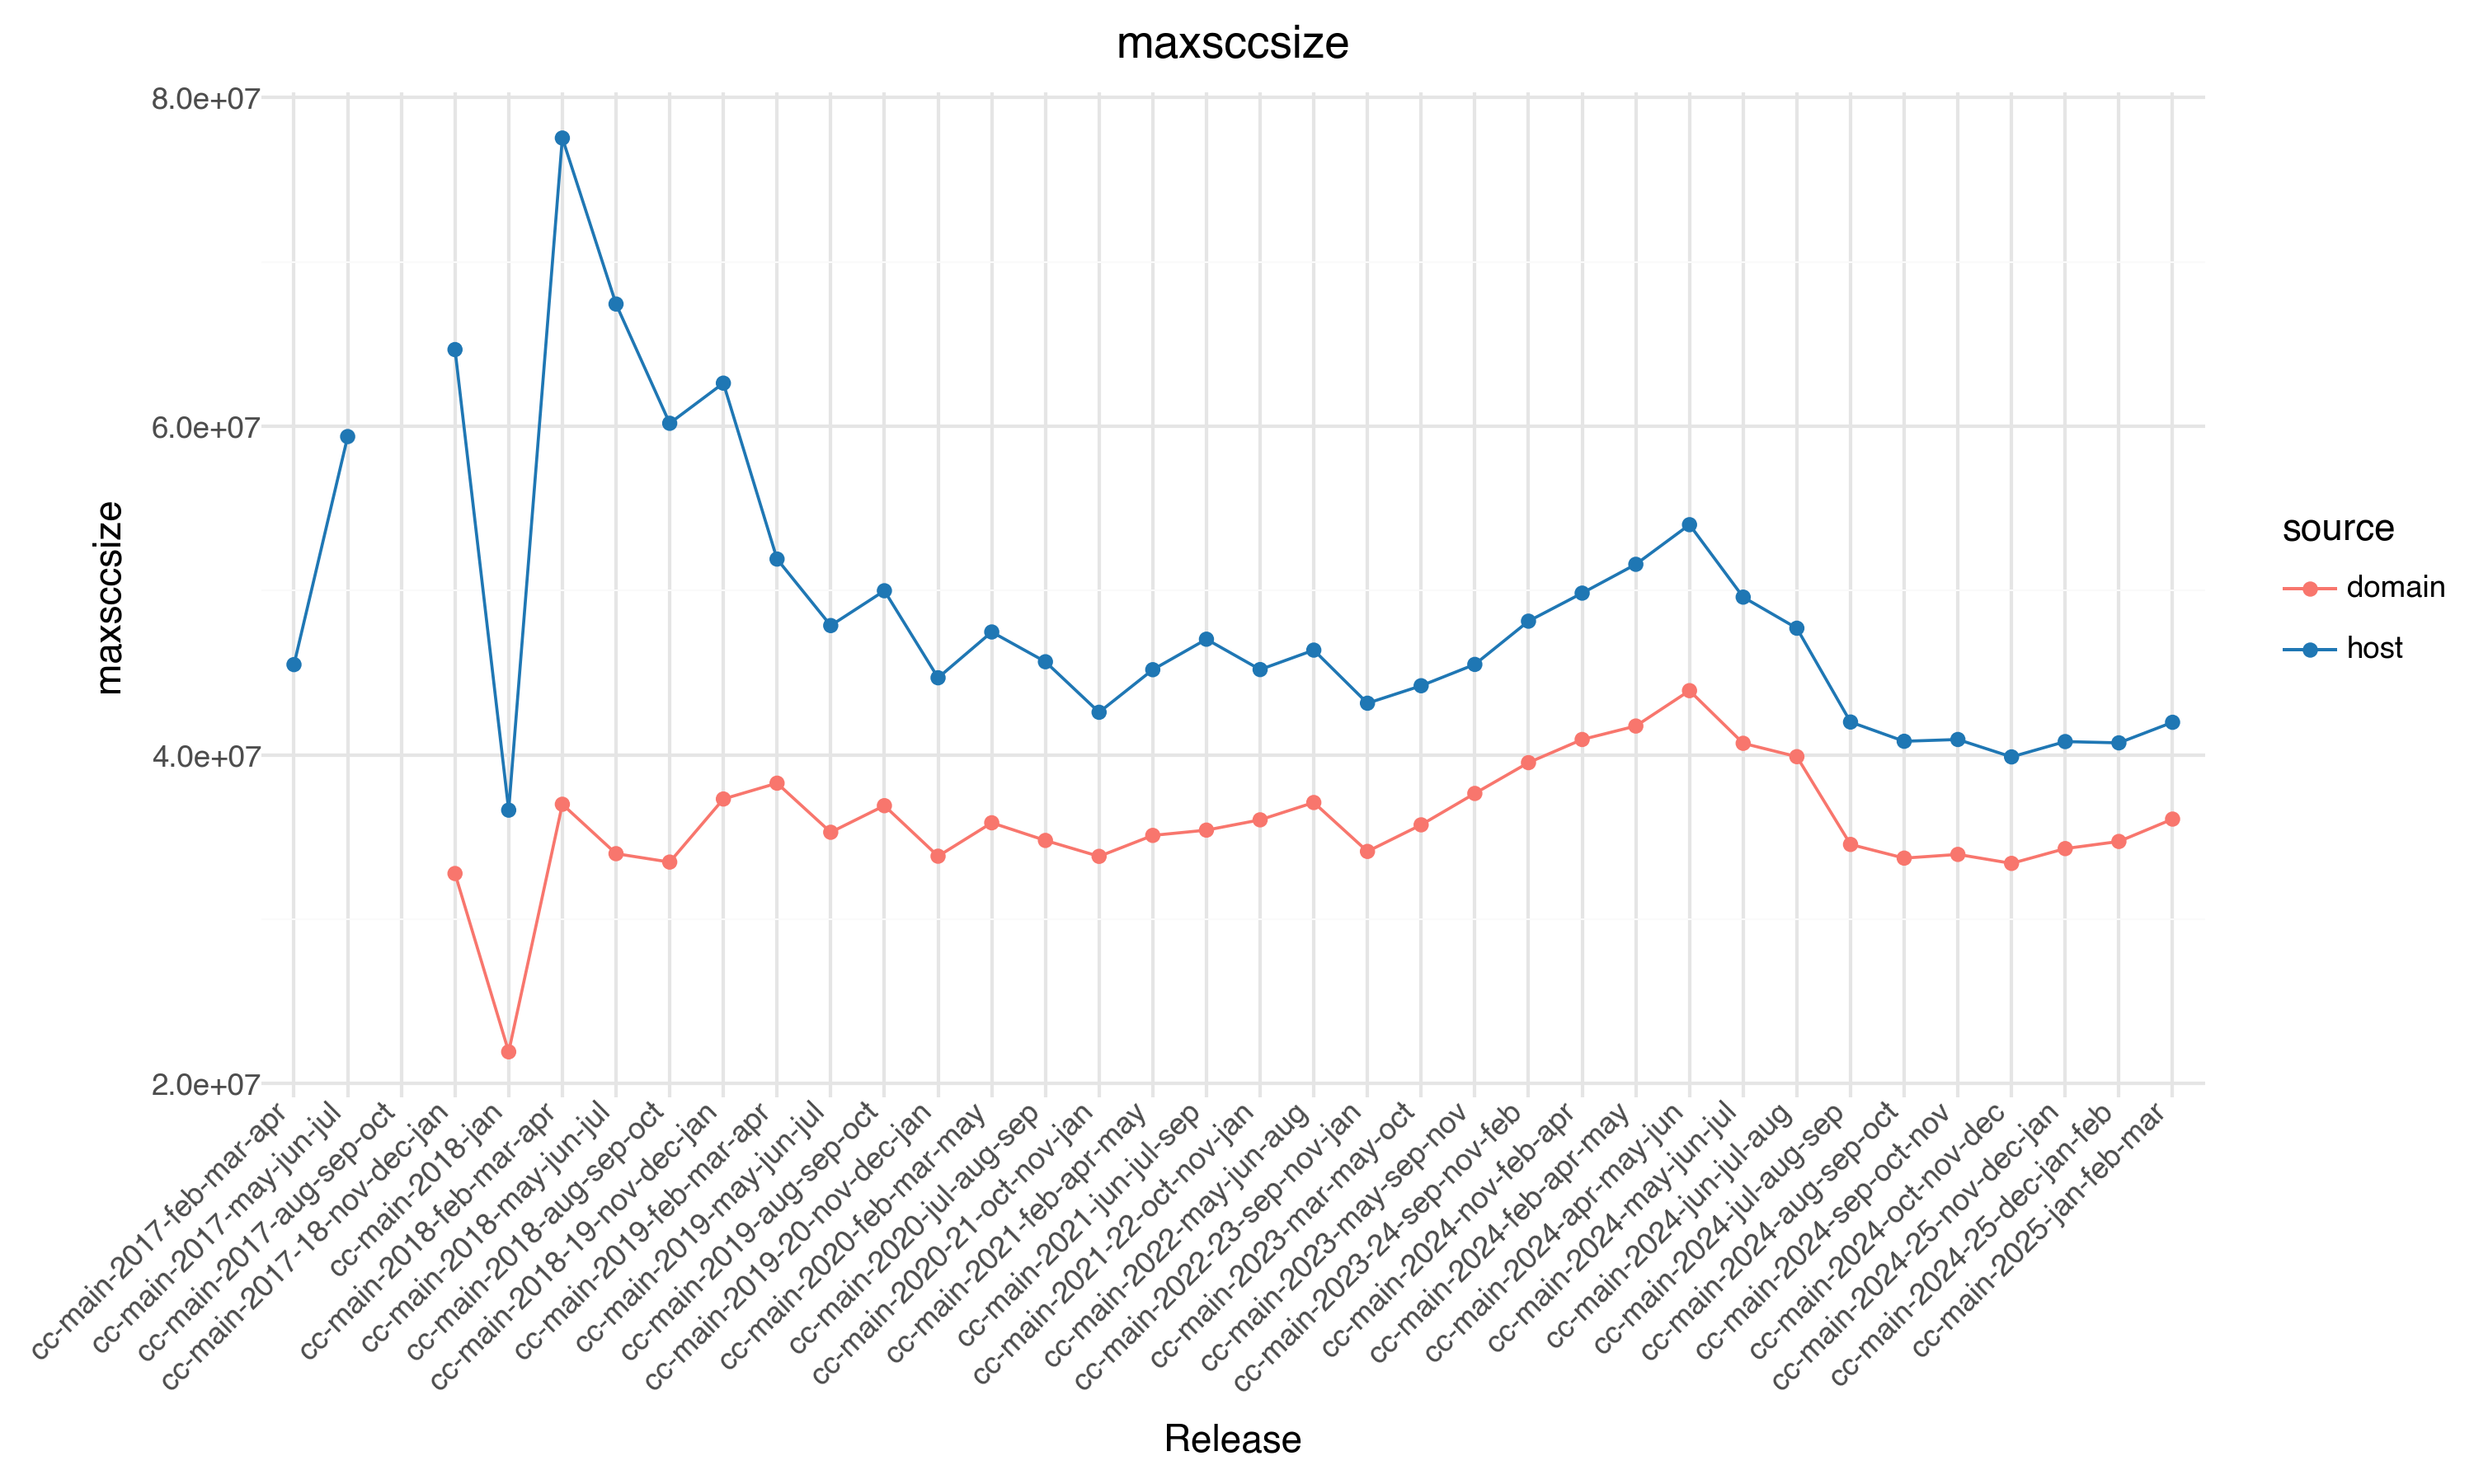 maxsccsize
8.0e+07
6.0e+07
4.0e+07
2.0e+07
maxsccsize
source
domain
host
cc-main-2017-feb-mar-apr
cc-main-2017-may-jun-jul
cc-main-2017-aug-sep-oct
cc-main-2017-18-nov-dec-jan
cc-main-2018-jan
cc-main-2018-feb-mar-apr
cc-main-2018-may-jun-jul
cc-main-2018-aug-sep-oct
cc-main-2018-19-nov-dec-jan
cc-main-2019-feb-mar-apr
cc-main-2019-may-jun-jul
cc-main-2019-aug-sep-oct
cc-main-2019-20-nov-dec-jan
cc-main-2020-feb-mar-may
cc-main-2020-jul-aug-sep
cc-main-2020-21-oct-nov-jan
cc-main-2021-feb-apr-may
cc-main-2021-jun-jul-sep
cc-main-2021-22-oct-nov-jan
cc-main-2022-may-jun-aug
cc-main-2022-23-sep-nov-jan
cc-main-2023-mar-may-oct
cc-main-2023-may-sep-nov
cc-main-2023-24-sep-nov-feb
cc-main-2024-nov-feb-apr
cc-main-2024-feb-apr-may
cc-main-2024-apr-may-jun
cc-main-2024-may-jun-jul
cc-main-2024-jun-jul-aug
cc-main-2024-jul-aug-sep
cc-main-2024-aug-sep-oct
cc-main-2024-sep-oct-nov
cc-main-2024-oct-nov-dec
cc-main-2024-25-nov-dec-jan
cc-main-2024-25-dec-jan-feb
cc-main-2025-jan-feb-mar
Release